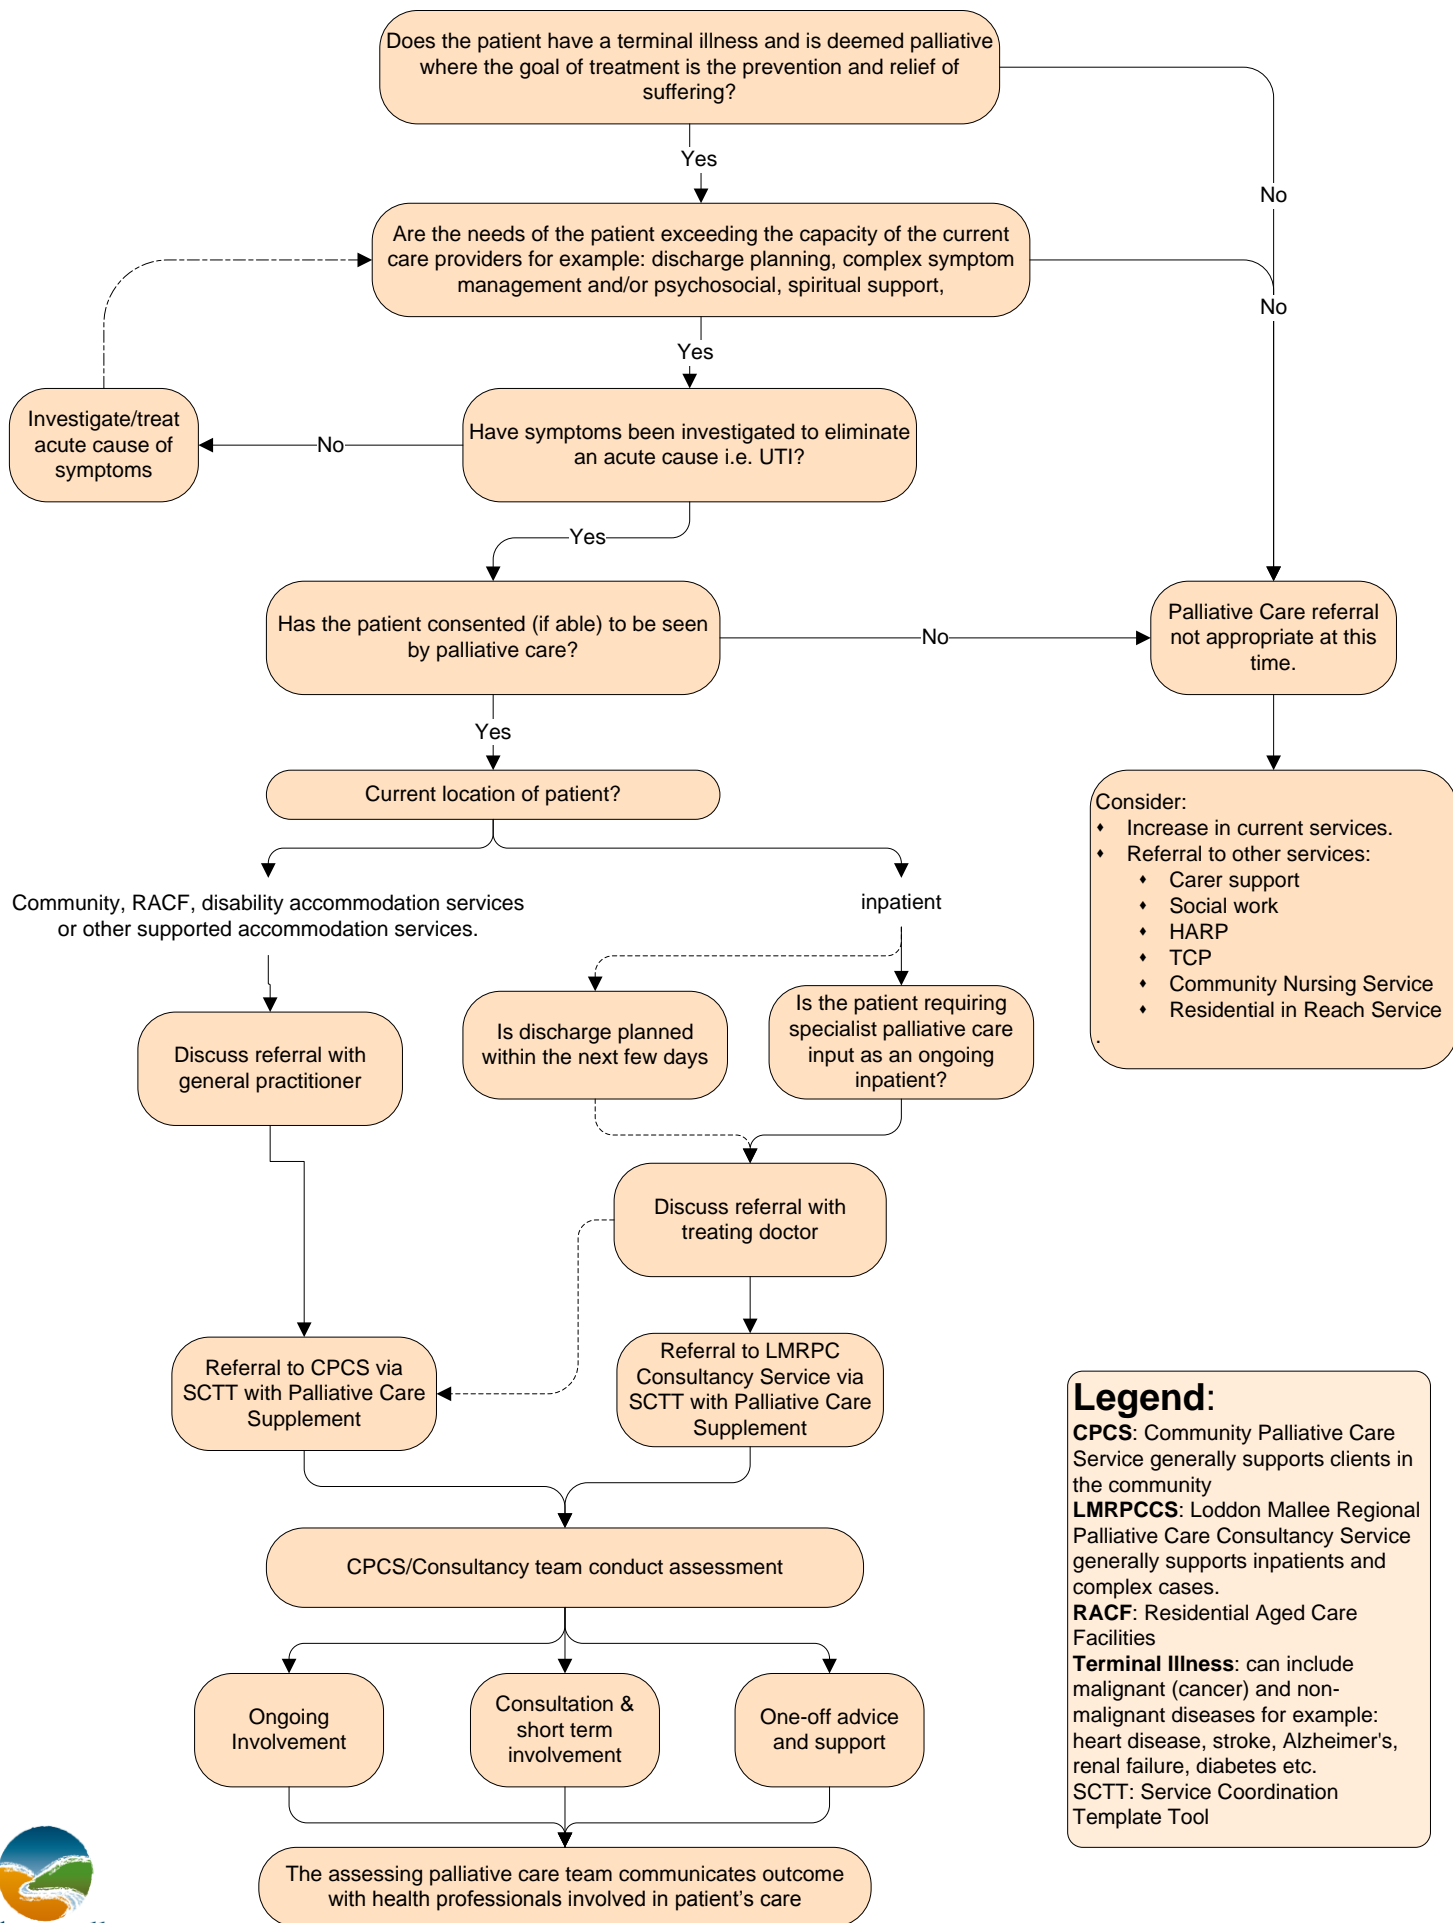 Does the patient have a terminal illness and is deemed palliative
where the goal of treatment is the prevention and relief of
suffering?
Yes
No
Are the needs of the patient exceeding the capacity of the current
care providers for example: discharge planning, complex symptom
management and/or psychosocial, spiritual support,
No
Yes
Investigate/treat
acute cause of
symptoms
No
Have symptoms been investigated to eliminate
an acute cause i.e. UTI?
Yes
Has the patient consented (if able) to be seen
by palliative care?
No
Palliative Care referral
not appropriate at this
time.
Yes
Current location of patient?
Consider:
♦ Increase in current services.
♦ Referral to other services:
♦ Carer support
♦ Social work
♦ HARP
♦ TCP
♦ Community Nursing Service
♦ Residential in Reach Service
.
Community, RACF, disability accommodation services
or other supported accommodation services.
inpatient
Discuss referral with
general practitioner
Is discharge planned
within the next few days
Is the patient requiring
specialist palliative care
input as an ongoing
inpatient?
Discuss referral with
treating doctor
Referral to CPCS via
SCTT with Palliative Care
Supplement
Referral to LMRPC
Consultancy Service via
SCTT with Palliative Care
Supplement
CPCS/Consultancy team conduct assessment
Ongoing
Involvement
Consultation &
short term
involvement
One-off advice
and support
The assessing palliative care team communicates outcome
with health professionals involved in patient's care
Legend:
CPCS: Community Palliative Care
Service generally supports clients in
the community
LMRPCCS: Loddon Mallee Regional
Palliative Care Consultancy Service
generally supports inpatients and
complex cases.
RACF: Residential Aged Care
Facilities
Terminal Illness: can include
malignant (cancer) and non-
malignant diseases for example:
heart disease, stroke, Alzheimer's,
renal failure, diabetes etc.
SCTT: Service Coordination
Template Tool